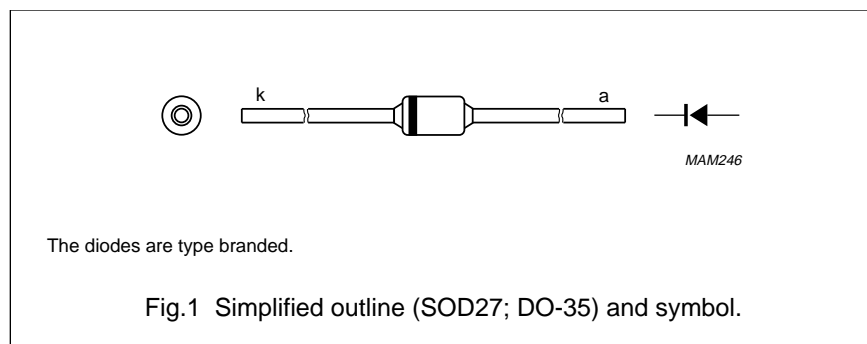 k
a
MAM246
The diodes are type branded.
Fig.1 Simplified outline (SOD27; DO-35) and symbol.